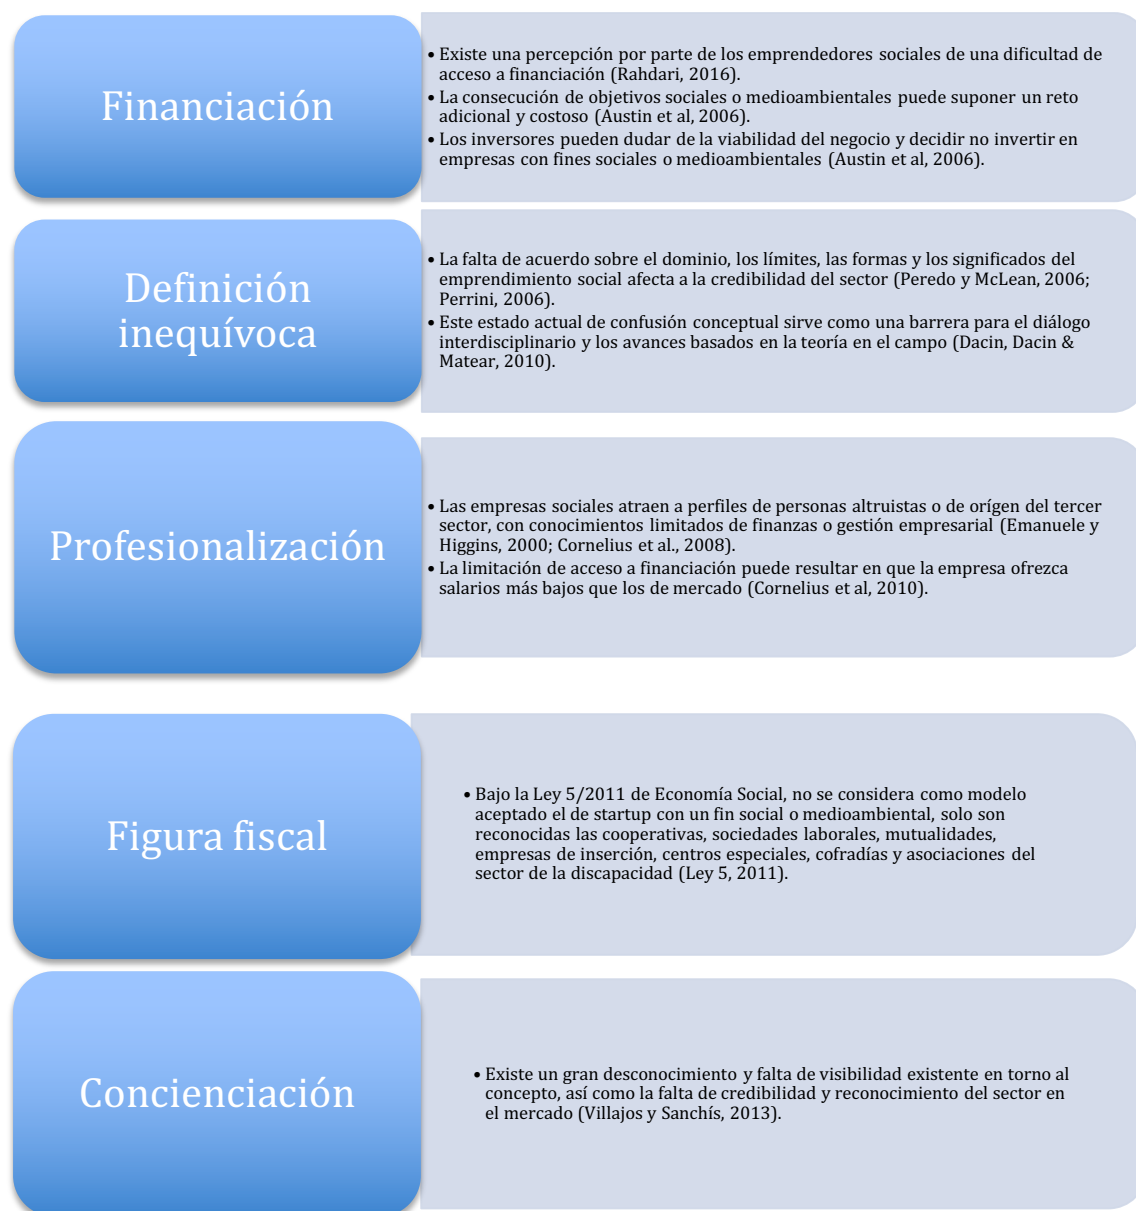 Financiación
• Existe una percepción por parte de los emprendedores sociales de una dificultad de
acceso a financiación (Rahdari, 2016).
• La consecución de objetivos sociales o medioambientales puede suponer un reto
adicional y costoso (Austin et al, 2006).
• Los inversores pueden dudar de la viabilidad del negocio y decidir no invertir en
empresas con fines sociales o medioambientales (Austin et al, 2006).
Definición
inequívoca
• La falta de acuerdo sobre el dominio, los límites, las formas y los significados del
emprendimiento social afecta a la credibilidad del sector (Peredo y McLean, 2006;
Perrini, 2006).
• Este estado actual de confusión conceptual sirve como una barrera para el diálogo
interdisciplinario y los avances basados en la teoría en el campo (Dacin, Dacin &
Matear, 2010).
Profesionalización
• Las empresas sociales atraen a perfiles de personas altruistas o de orígen del tercer
sector, con conocimientos limitados de finanzas o gestión empresarial (Emanuele y
Higgins, 2000; Cornelius et al., 2008).
• La limitación de acceso a financiación puede resultar en que la empresa ofrezca
salarios más bajos que los de mercado (Cornelius et al, 2010).
Figura fiscal
• Bajo la Ley 5/2011 de Economía Social, no se considera como modelo
aceptado el de startup con un fin social o medioambiental, solo son
reconocidas las cooperativas, sociedades laborales, mutualidades,
empresas de inserción, centros especiales, cofradías y asociaciones del
sector de la discapacidad (Ley 5, 2011).
Concienciación
• Existe un gran desconocimiento y falta de visibilidad existente en torno al
concepto, así como la falta de credibilidad y reconocimiento del sector en
el mercado (Villajos y Sanchís, 2013).